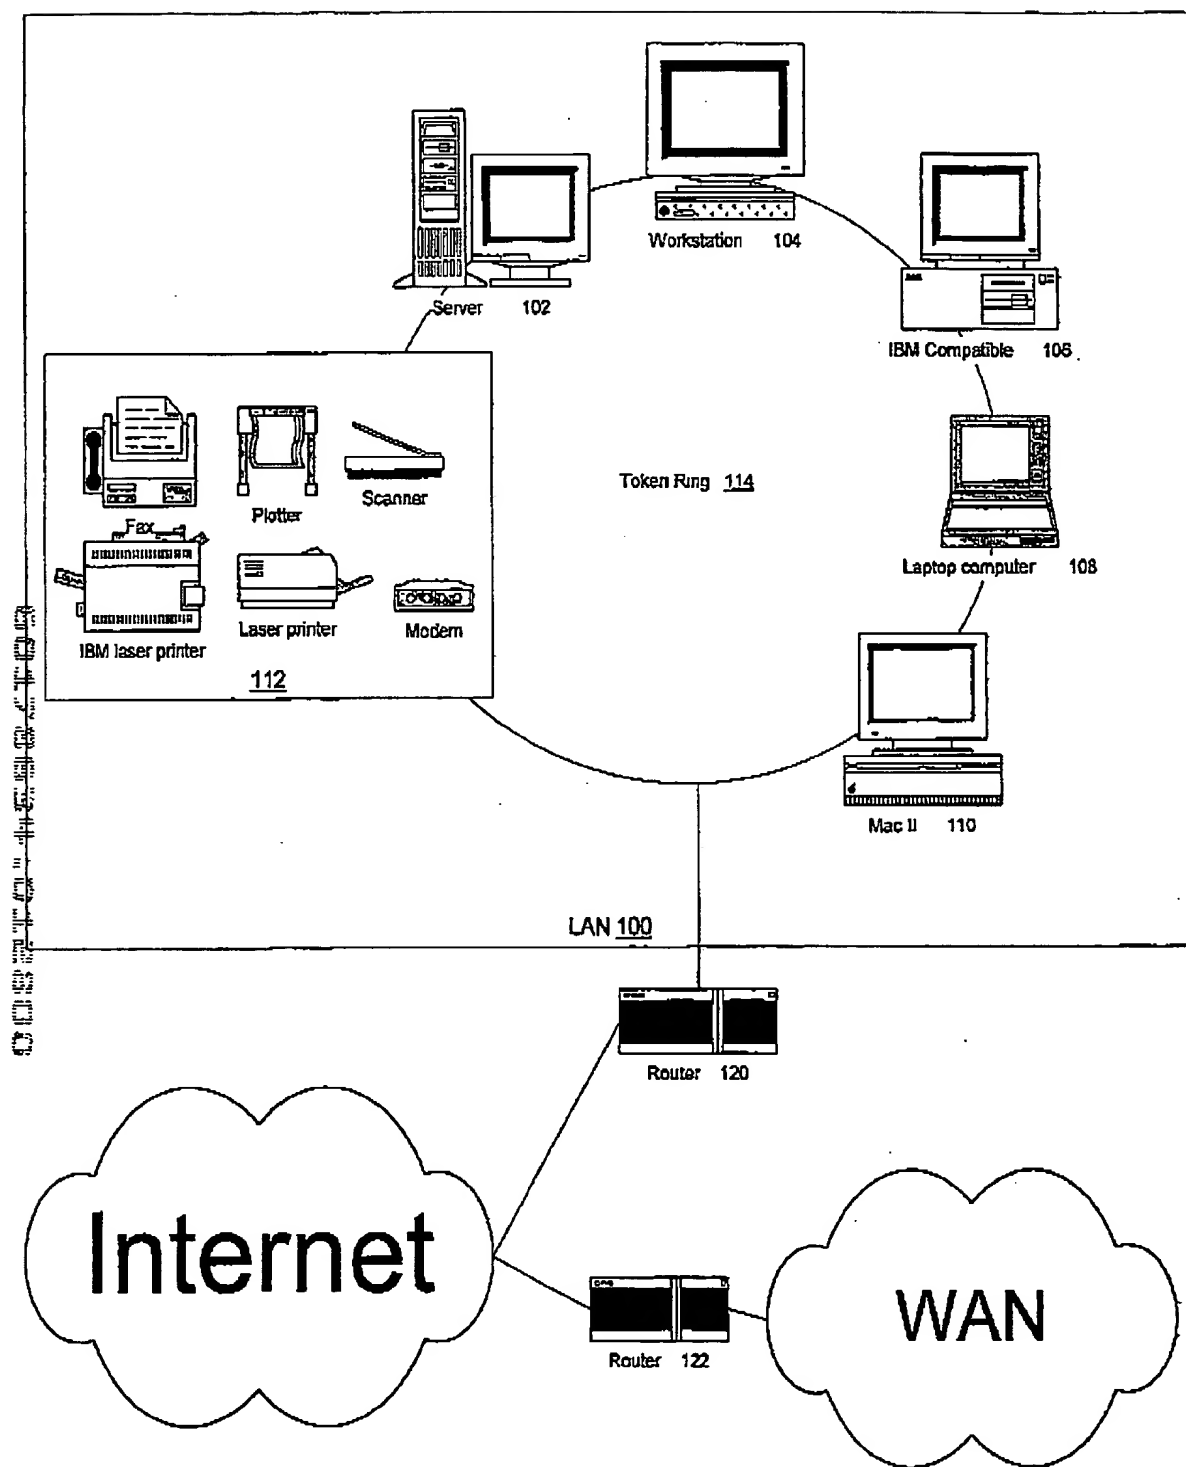 Workstation 104
Server 102
IBM Compatible 106
Fax
Plotter
Scanner
Token Ring 114
IBM laser printer
Laser printer
Modem
Laptop computer 108
112
Mac II 110
LAN 100
Router 120
Internet
WAN
Router 122